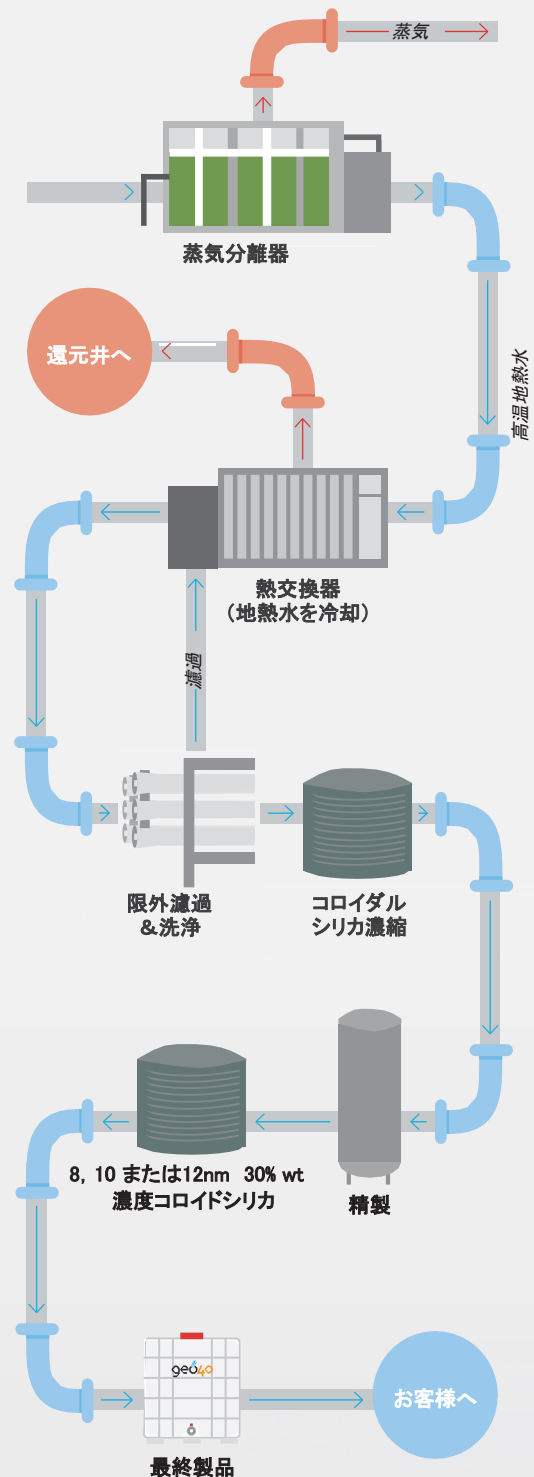 蒸気
蒸気分離器
還元井へ
高温地熱水
熱交換器
（地熱水を冷却）
濾過
限外濾過
＆洗浄
コロイダル
シリカ濃縮
8, 10 または12nm 30% wt
濃度コロイドシリカ
精製
geo40
最終製品
お客様へ